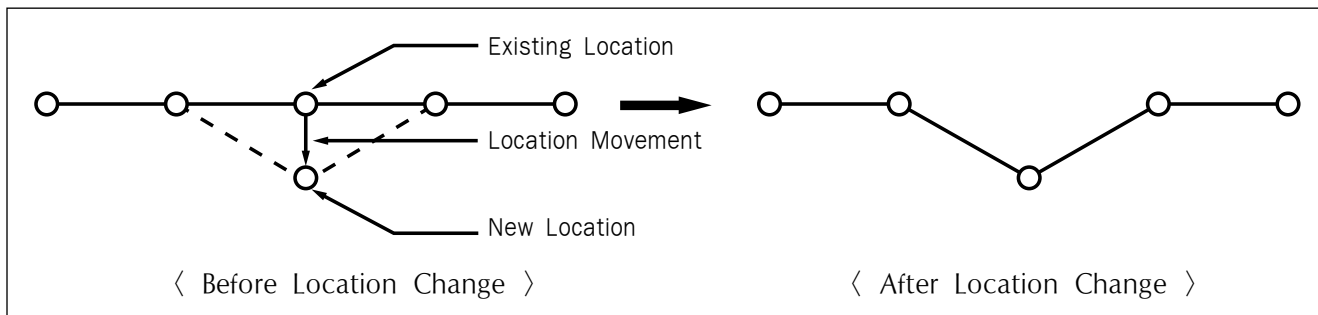 Existing Location
Location Movement
New Location
〈 Before Location Change 〉
〈 After Location Change 〉